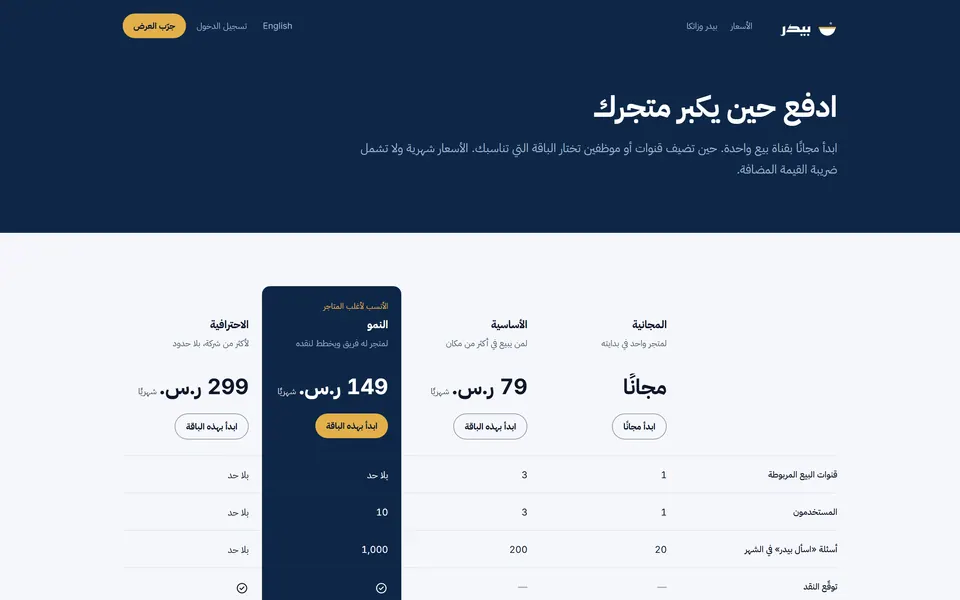 بيدر
الأسعار
بيدر وزاتكا
English
تسجيل الدخول
جرّب العرض
ادفع حين يكبر متجرك
ابدأ مجانًا بقناة بيع واحدة. حين تضيف قنوات أو موظفين تختار الباقة التي تناسبك. الأسعار شهرية ولا تشمل
ضريبة القيمة المضافة.
المجانية
لمتجر واحد في بدايته
مجانًا
ابدأ مجانًا
الأساسية
لمن يبيع في أكثر من مكان
79 ر.س. شهريًا
ابدأ بهذه الباقة
الأنسب لأغلب المتاجر
النمو
لمتجر له فريق ويخطط لنقده
149 ر.س. شهريًا
ابدأ بهذه الباقة
الاحترافية
لأكثر من شركة، بلا حدود
299 ر.س. شهريًا
ابدأ بهذه الباقة
قنوات البيع المربوطة 1 3 بلا حد بلا حد
المستخدمون 1 3 10 بلا حد
أسئلة «اسأل بيدر» في الشهر 20 200 1,000 بلا حد
توقّع النقد — —